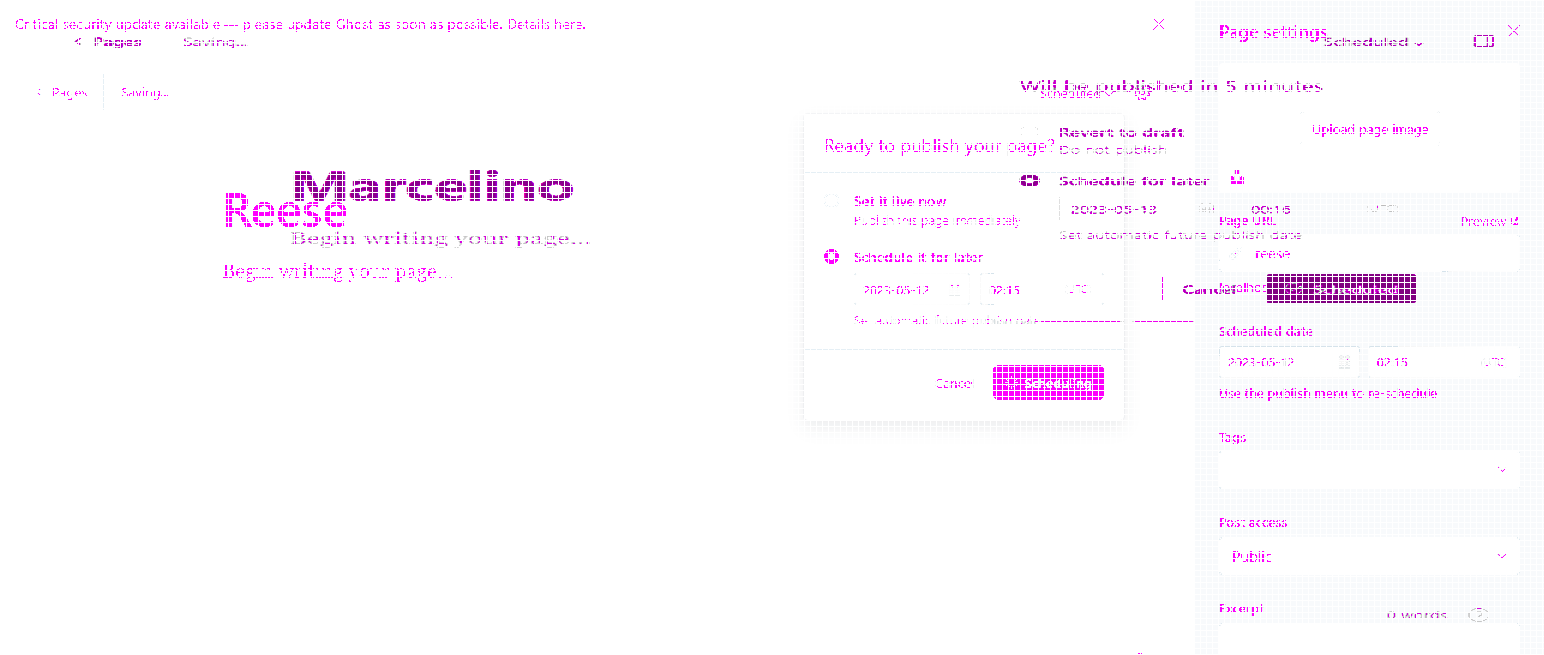 Critical security update available — please update Ghost as soon as possible. Details here.
Page settings
Pages
Saving...
Scheduled
Pages
Saving...
Will be published in 5 minutes
Scheduled
Upload page image
Revert to draft
Do not publish
Ready to publish your page?
Marcelino
Schedule for later
Reese
Set it live now
2023-05-13
00:15
UTC
Publish this page immediately
Page URL
Preview
Begin writing your page...
Set automatic future publish date
Schedule it for later
reese
Begin writing your page...
2023-05-12
02:15
UTC
Cancel
Set automatic future publish date
Scheduled date
2023-05-12
02:15
UTC
Cancel
Scheduling
Use the publish menu to re-schedule
Tags
Post access
Public
Excerpt
0 words